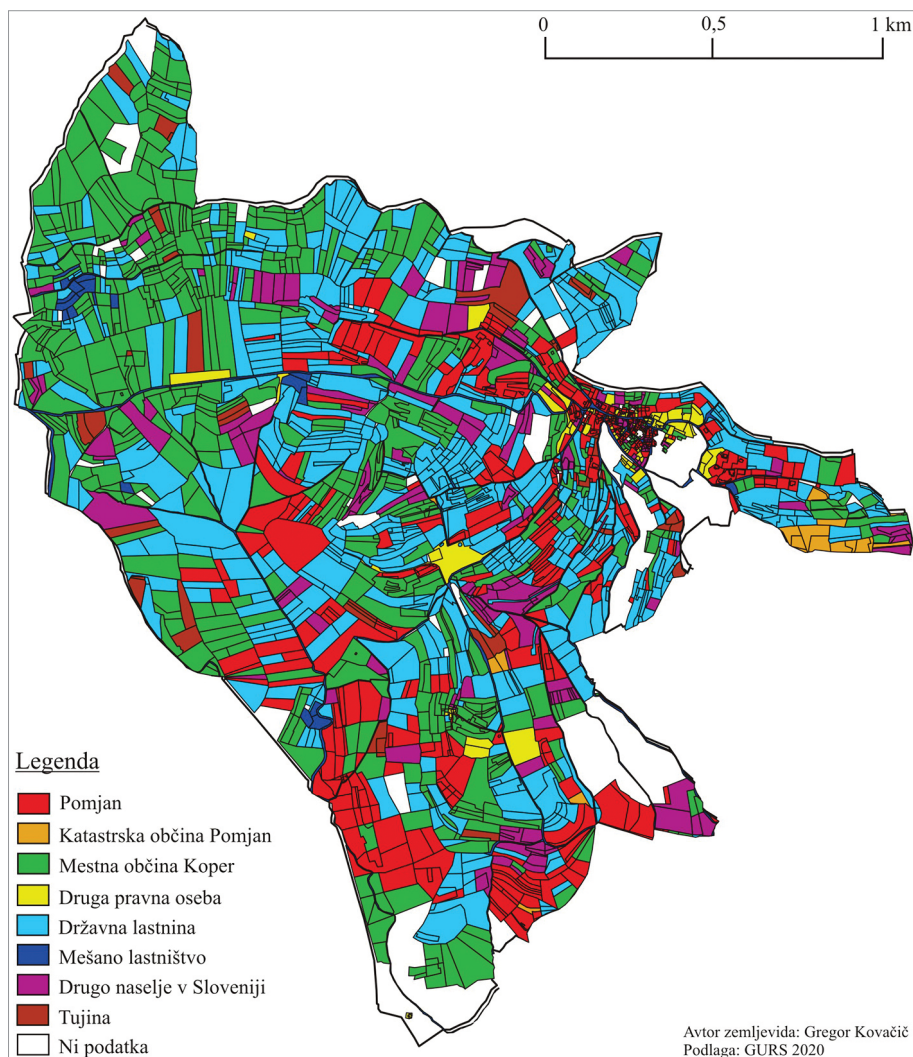 0 0,5 1 km
Legenda
Pomjan
Katastrska občina Pomjan
Mestna občina Koper
Druga pravna oseba
Državna lastnina
Mešano lastništvo
Drugo naselje v Sloveniji
Tujina
Ni podatka
Avtor zemljevida: Gregor Kovačič
Podlaga: GURS 2020